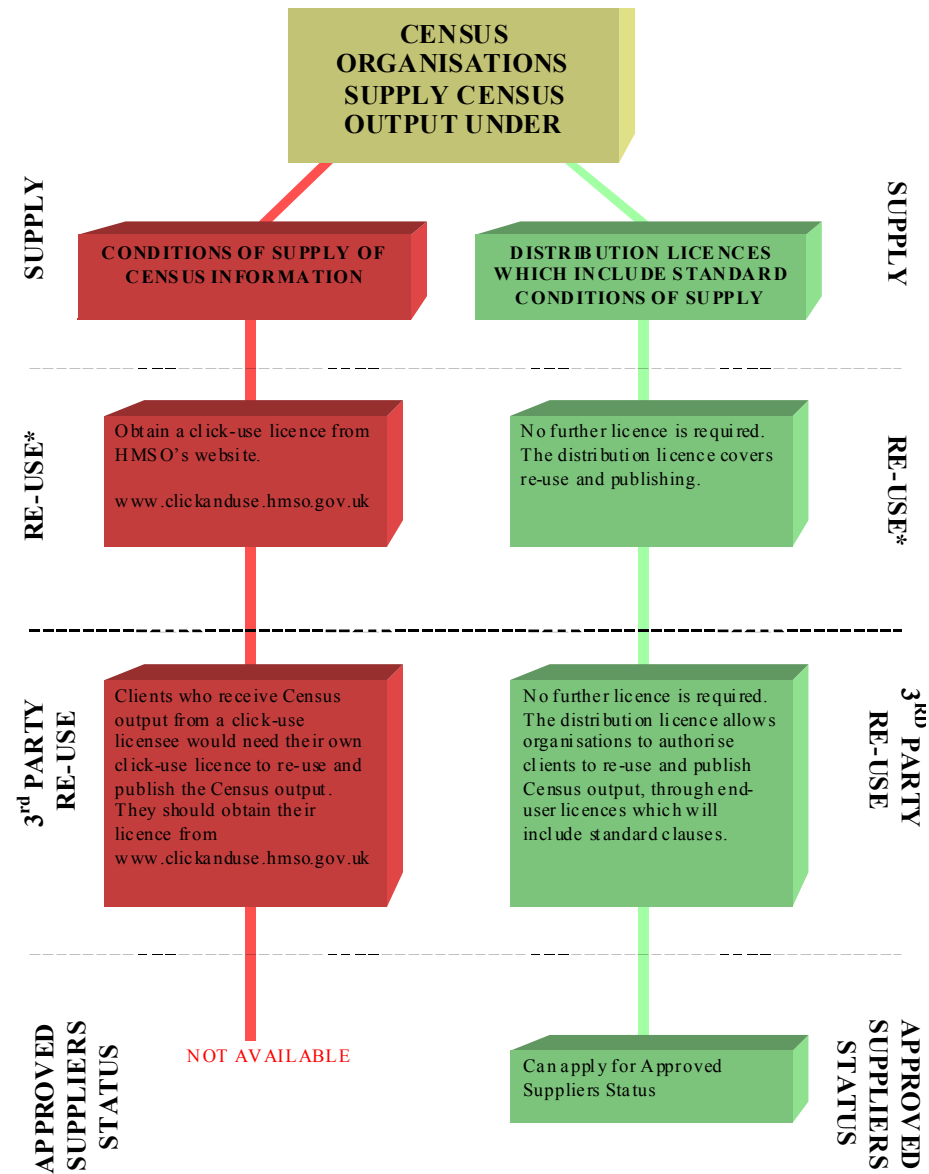 CENSUS
ORGANISATIONS
SUPPLY CENSUS
OUTPUT UNDER
SUPPLY
CONDITIONS OF SUPPLY OF
CENSUS INFORMATION
DISTRIBUTION LICENCES
WHICH INCLUDE STANDARD
CONDITIONS OF SUPPLY
SUPPLY
RE-USE*
Obtain a click-use licence from
HMSO's website.
www.clickanduse.hmso.gov.uk
No further licence is required.
The distribution licence covers
re-use and publishing.
RE-USE*
3rd PARTY
RE-USE
Clients who receive Census
output from a click-use
licensee would need their own
click-use licence to re-use and
publish the Census output.
They should obtain their
licence from
www.clickanduse.hmso.gov.uk
No further licence is required.
The distribution licence allows
organisations to authorise
clients to re-use and publish
Census output, through end-
user licences which will
include standard clauses.
3RD PARTY
RE-USE
APPROVED
SUPPLIERS
STATUS
NOT AVAILABLE
Can apply for Approved
Suppliers Status
APPROVED
SUPPLIERS
STATUS